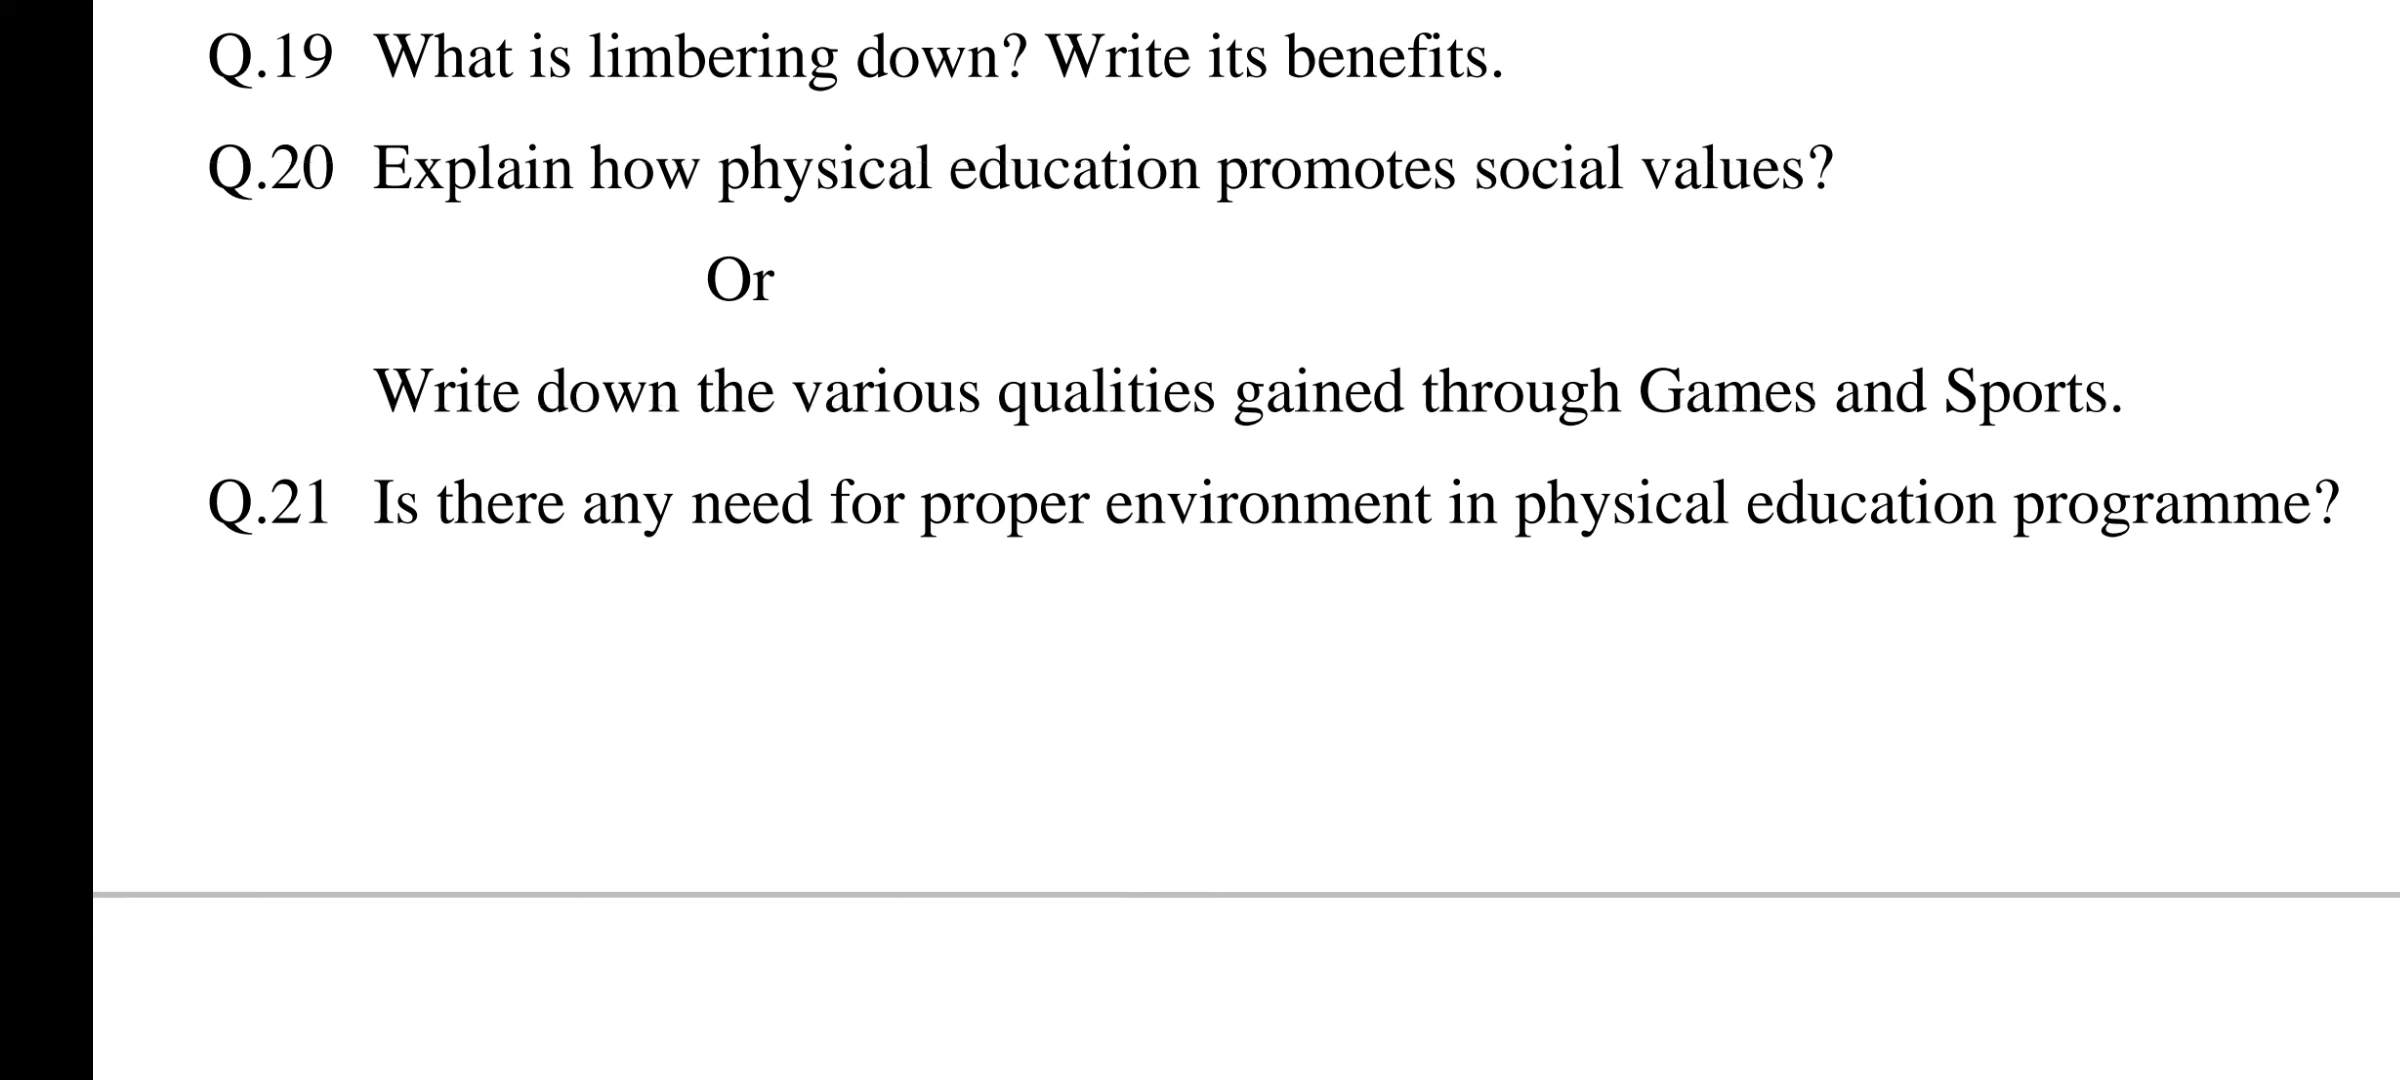 Q.19 What is limbering down? Write its benefits.
Q.20 Explain how physical education promotes social values?
Or
Write down the various qualities gained through Games and Sports.
Q.21 Is there any need for proper environment in physical education programme?